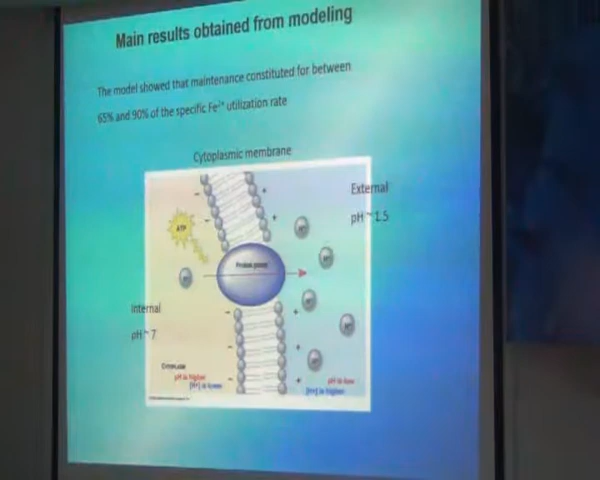 Main results obtained from modeling
The model showed that maintenance constituted for between
65% and 90% of the specific Fe²⁺ utilization rate
Cytoplasmic membrane
External
pH ~ 1.5
ATP
Proton pump
Internal
pH ~ 7
CYTOPLASM
pH is higher
[H+] is lower
pH is low
[H+] is higher